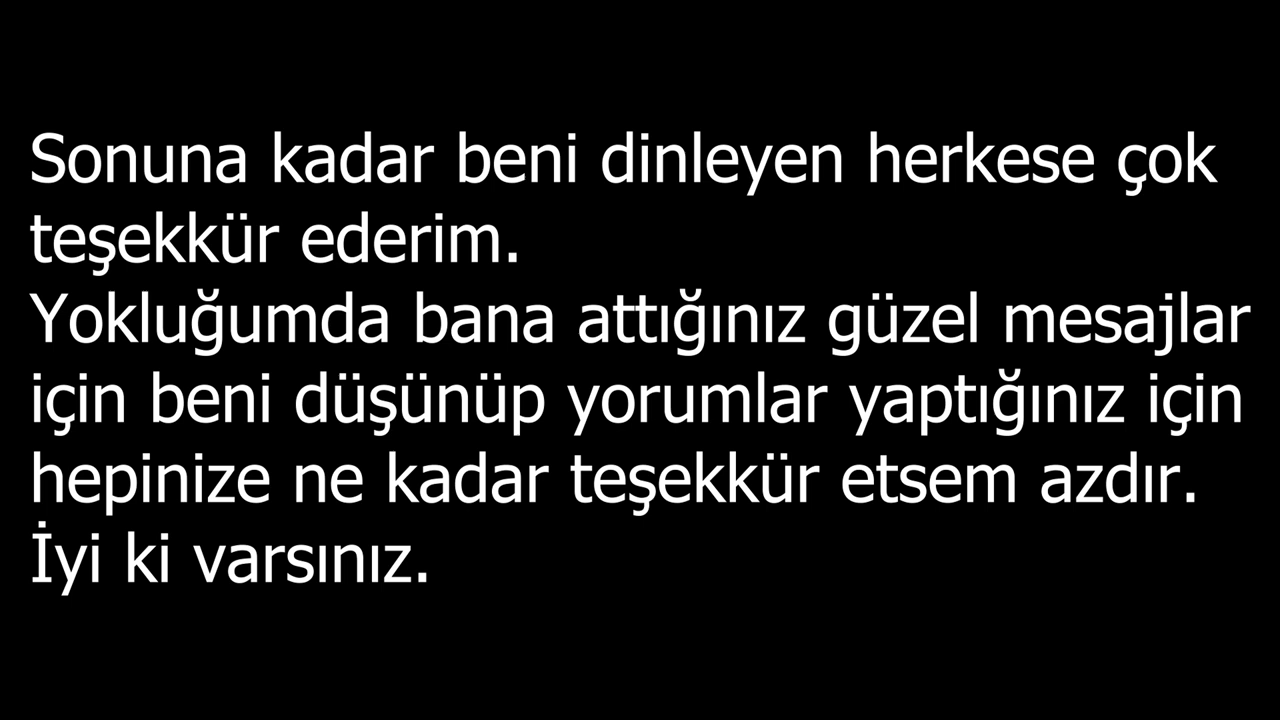 Sonuna kadar beni dinleyen herkese çok
teşekkür ederim.
Yokluğumda bana attığınız güzel mesajlar
için beni düşünüp yorumlar yaptığınız için
hepinize ne kadar teşekkür etsem azdır.
İyi ki varsınız.